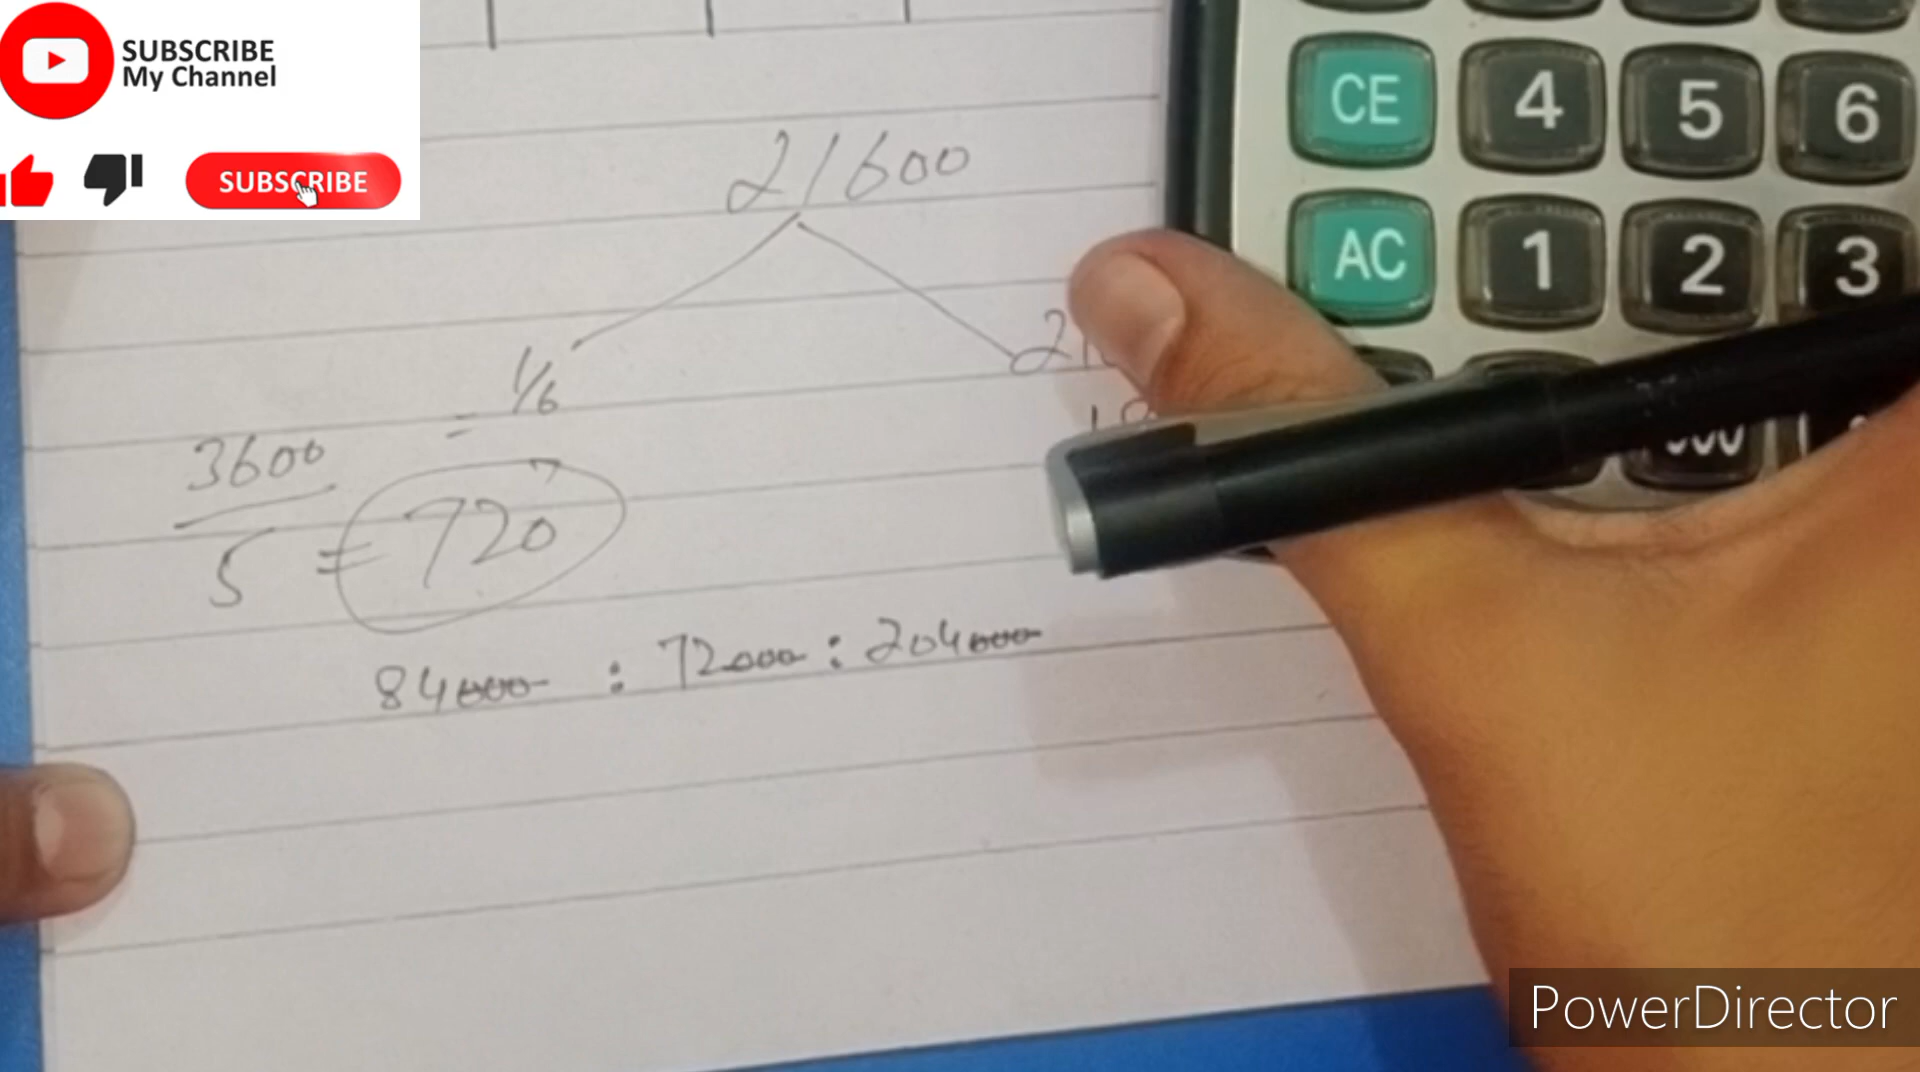 SUBSCRIBE
My Channel
SUBSCRIBE
21600
1/6
=
3600
5 = 720
84000 : 72000 : 204000
CE 4 5 6
AC 1 2 3
PowerDirector